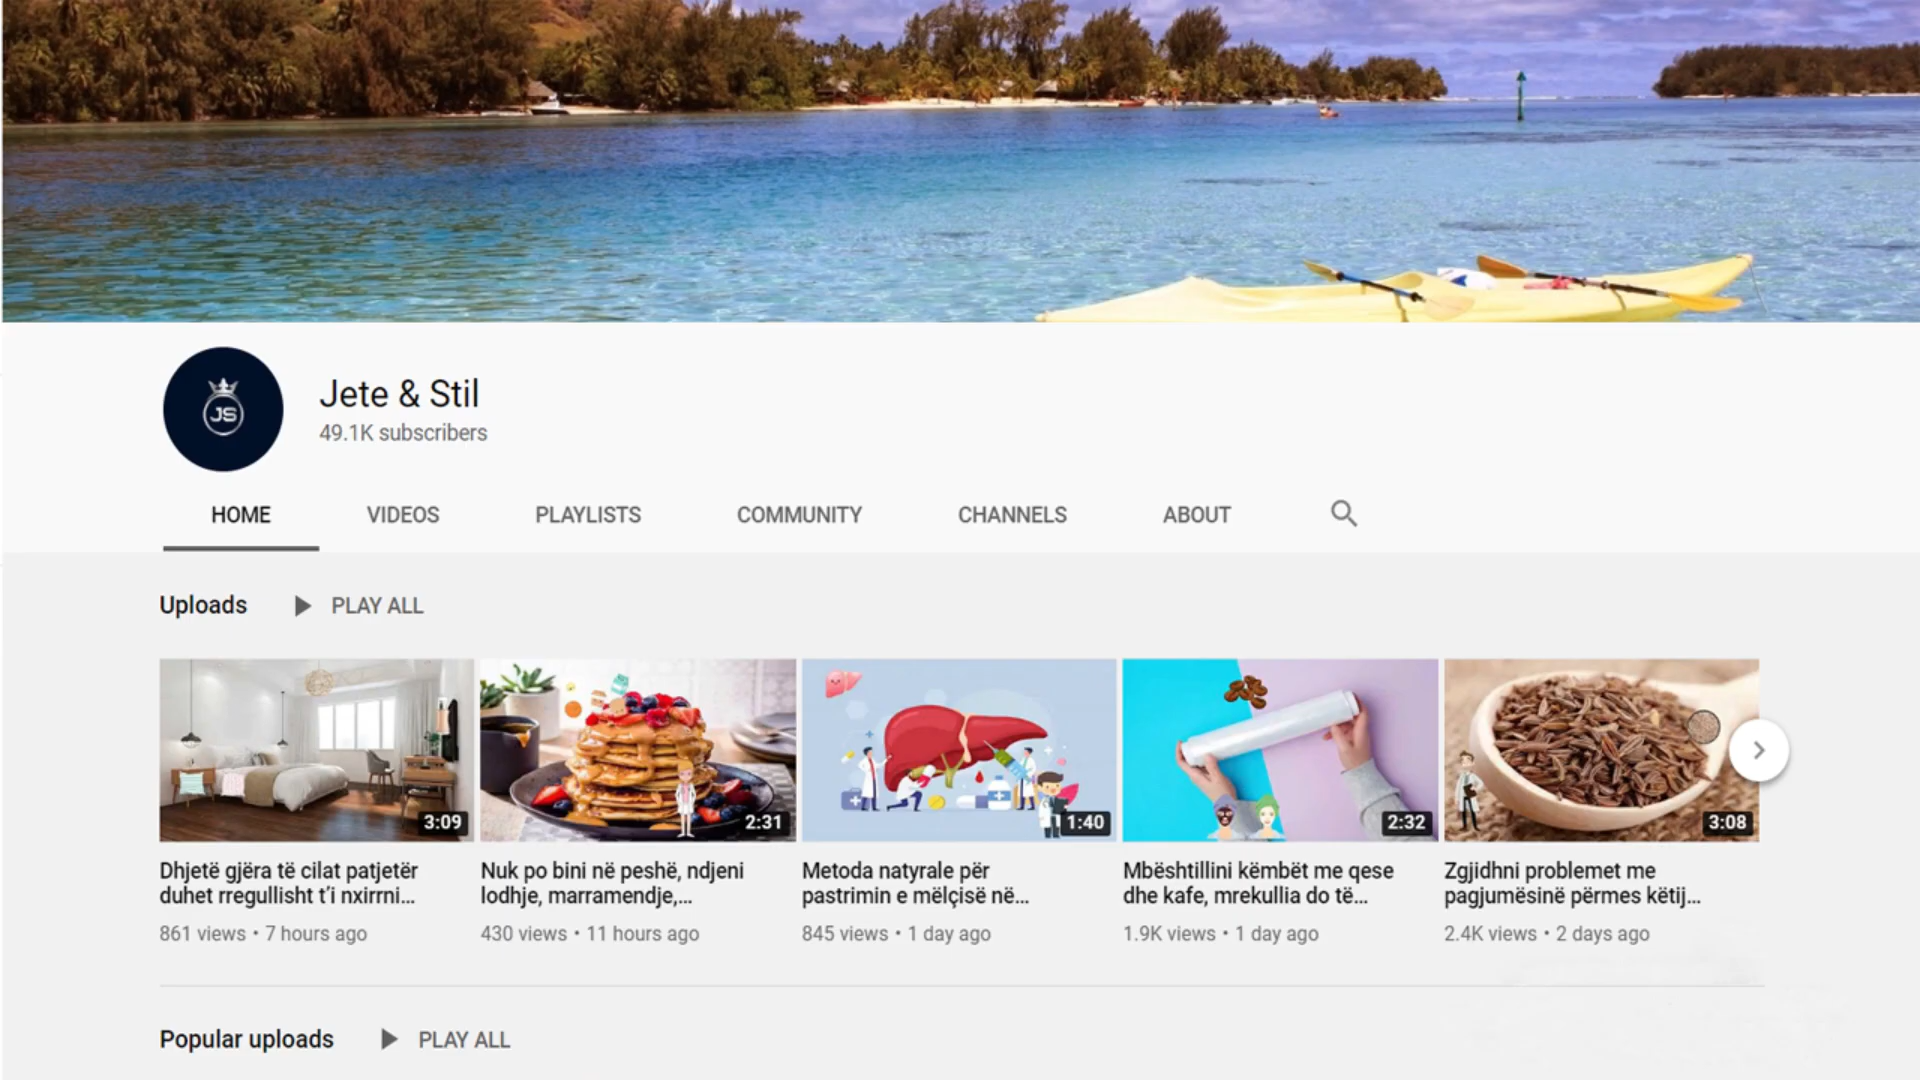 JS
Jete & Stil
49.1K subscribers
HOME VIDEOS PLAYLISTS COMMUNITY CHANNELS ABOUT
Uploads PLAY ALL
3:09 2:31 1:40 2:32 3:08
Dhjetë gjëra të cilat patjetër
duhet rregullisht t’i nxirrni...
861 views • 7 hours ago
Nuk po bini në peshë, ndjeni
lodhje, marramendje,...
430 views • 11 hours ago
Metoda natyrale për
pastrimin e mëlçisë në...
845 views • 1 day ago
Mbështillini këmbët me qese
dhe kafe, mrekullia do të...
1.9K views • 1 day ago
Zgjidhni problemet me
pagjumësinë përmes këtij...
2.4K views • 2 days ago
Popular uploads PLAY ALL